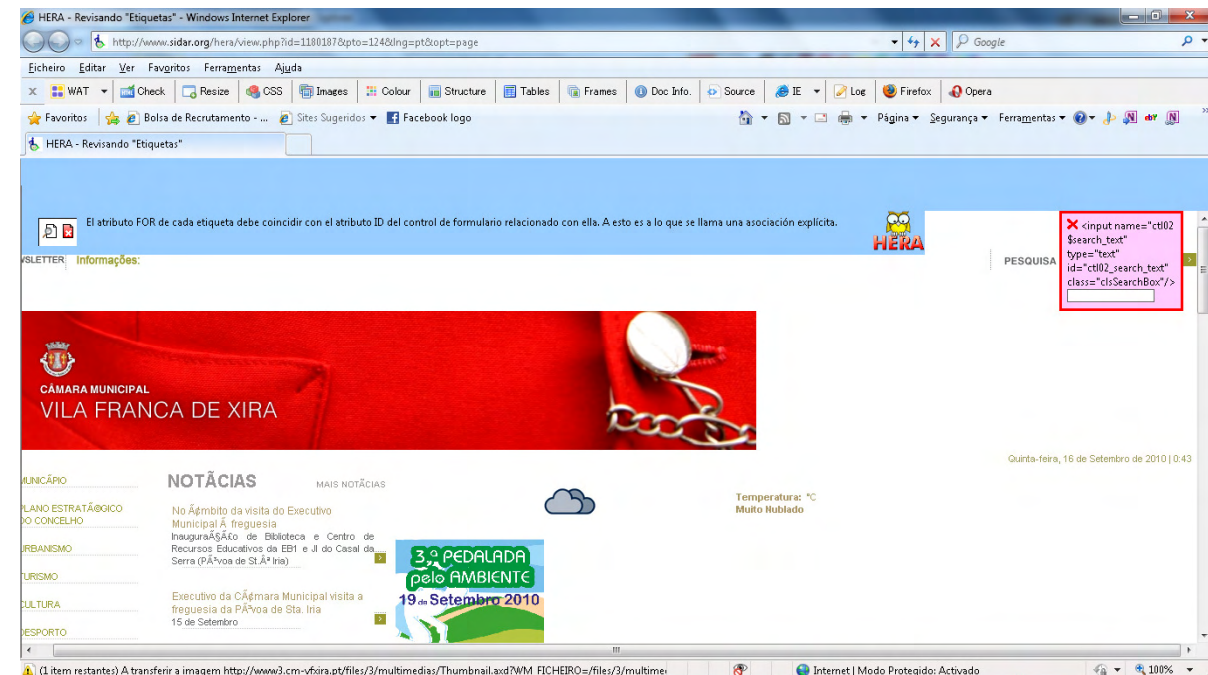 HERA - Revisando "Etiquetas" - Windows Internet Explorer
http://www.sidar.org/hera/view.php?id=1180187&pto=124&lng=pt&opt=page
Google
Ficheiro Editar Ver Favoritos Ferramentas Ajuda
x WAT Check Resize CSS Images Colour Structure Tables Frames Doc Info. Source IE Log Firefox Opera
Favoritos Bolsa de Recrutamento - ... Sites Sugeridos Facebook logo Página Segurança Ferramentas
HERA - Revisando "Etiquetas"
El atributo FOR de cada etiqueta debe coincidir con el atributo ID del control de formulario relacionado con ella. A esto es a lo que se llama una asociación explícita.
HERA
<input name="ctl02
$search_text"
type="text"
id="ctl02_search_text"
class="clsSearchBox"/>
WSLETTER Informações:
PESQUISA
CÂMARA MUNICIPAL
VILA FRANCA DE XIRA
Quinta-feira, 16 de Setembro de 2010 | 0:43
MUNICÃPIO
PLANO ESTRATÃ©GICO
DO CONCELHO
URBANISMO
TURISMO
CULTURA
DESPORTO
NOTÃCIAS
MAIS NOTÃCIAS
No Ã¢mbito da visita do Executivo
Municipal Ã freguesia
InauguraÃ§Ã£o de Biblioteca e Centro de
Recursos Educativos da EB1 e JI do Casal da
Serra (PÃ³voa de St.Âª Iria)
Executivo da CÃ¢mara Municipal visita a
freguesia da PÃ³voa de Sta. Iria
15 de Setembro
3.ª PEDALADA
pelo AMBIENTE
19 de Setembro 2010
Temperatura: ºC
Muito Nublado
(1 item restantes) A transferir a imagem http://www3.cm-vfxira.pt/files/3/multimedias/Thumbnail.axd?WM_FICHEIRO=/files/3/multimei
Internet | Modo Protegido: Activado
100%